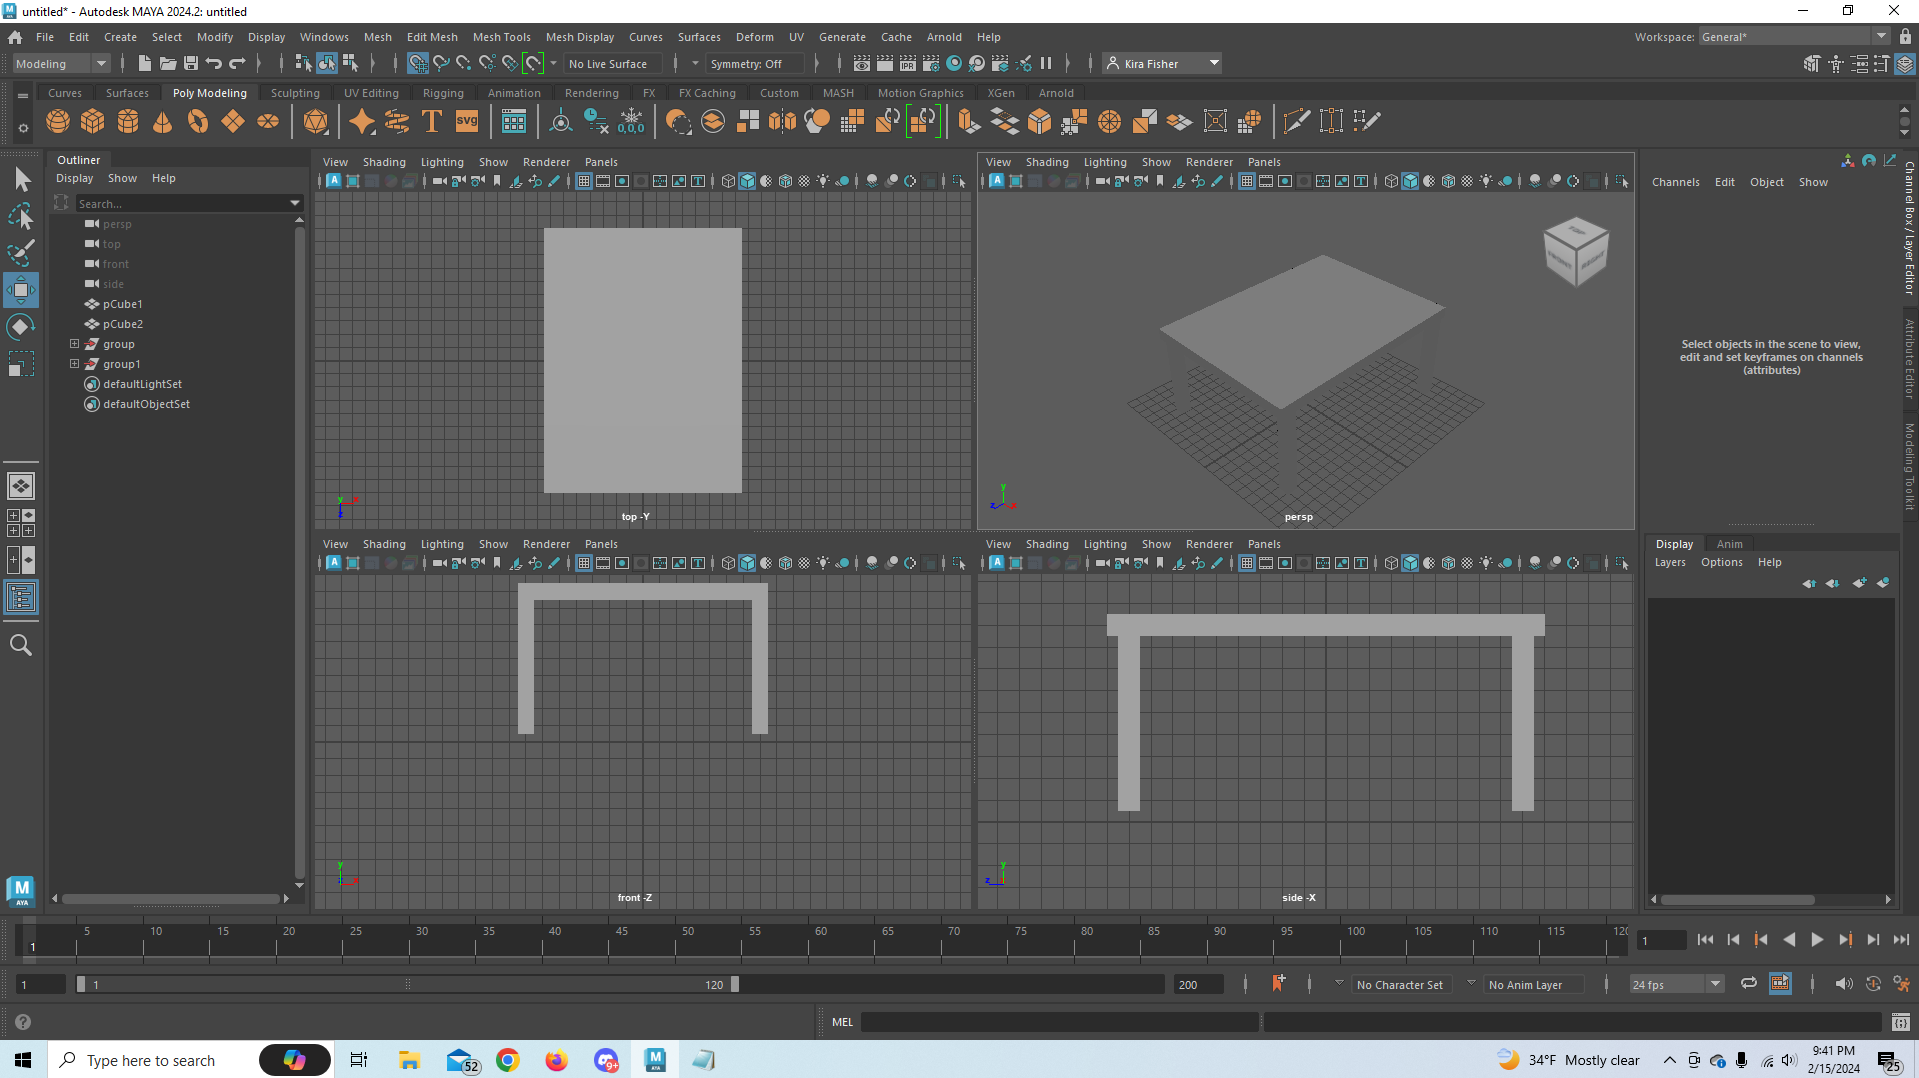 untitled* - Autodesk MAYA 2024.2: untitled
File Edit Create Select Modify Display Windows Mesh Edit Mesh Mesh Tools Mesh Display Curves Surfaces Deform UV Generate Cache Arnold Help
Workspace: General*
Modeling No Live Surface Symmetry: Off Kira Fisher
Curves Surfaces Poly Modeling Sculpting UV Editing Rigging Animation Rendering FX FX Caching Custom MASH Motion Graphics XGen Arnold
Outliner
Display Show Help
Search...
persp
top
front
side
pCube1
pCube2
group
group1
defaultLightSet
defaultObjectSet
View Shading Lighting Show Renderer Panels
top -Y
View Shading Lighting Show Renderer Panels
TOP
FRONT
RIGHT
persp
View Shading Lighting Show Renderer Panels
front -Z
View Shading Lighting Show Renderer Panels
side -X
Channels Edit Object Show
Select objects in the scene to view,
edit and set keyframes on channels
(attributes)
Channel Box / Layer Editor
Attribute Editor
Modeling Toolkit
Display Anim
Layers Options Help
1 5 10 15 20 25 30 35 40 45 50 55 60 65 70 75 80 85 90 95 100 105 110 115 120
1
1 1 120 200 No Character Set No Anim Layer 24 fps
MEL
Type here to search
52
9+
34°F Mostly clear
9:41 PM
2/15/2024
25